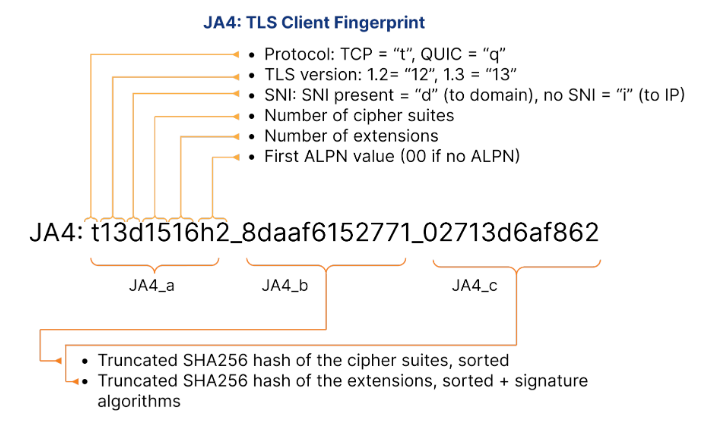 JA4: TLS Client Fingerprint
• Protocol: TCP = “t”, QUIC = “q”
• TLS version: 1.2= “12”, 1.3 = “13”
• SNI: SNI present = “d” (to domain), no SNI = “i” (to IP)
• Number of cipher suites
• Number of extensions
• First ALPN value (00 if no ALPN)
JA4: t13d1516h2_8daaf6152771_02713d6af862
JA4_a JA4_b JA4_c
• Truncated SHA256 hash of the cipher suites, sorted
• Truncated SHA256 hash of the extensions, sorted + signature
algorithms